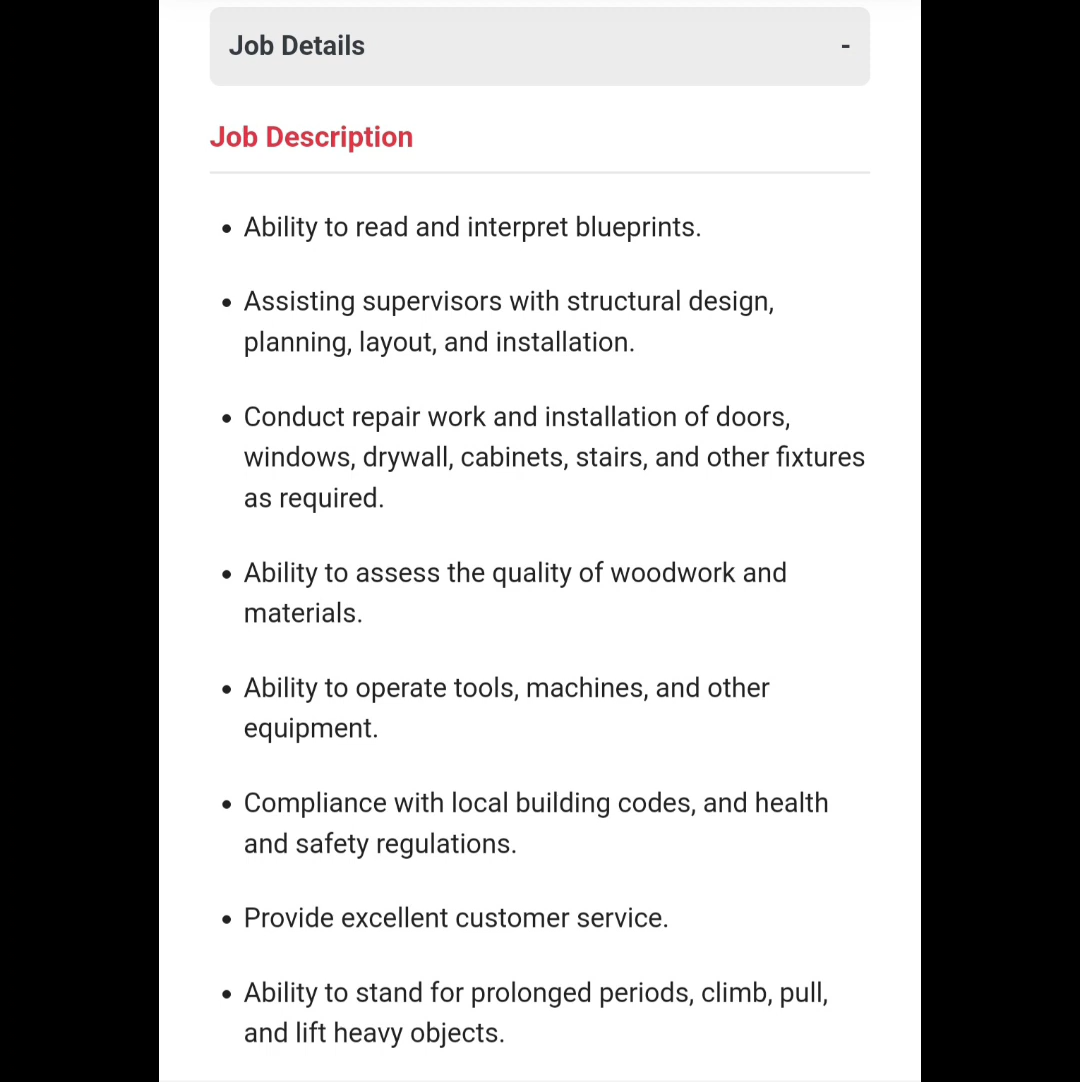 Job Details -
Job Description
• Ability to read and interpret blueprints.
• Assisting supervisors with structural design,
planning, layout, and installation.
• Conduct repair work and installation of doors,
windows, drywall, cabinets, stairs, and other fixtures
as required.
• Ability to assess the quality of woodwork and
materials.
• Ability to operate tools, machines, and other
equipment.
• Compliance with local building codes, and health
and safety regulations.
• Provide excellent customer service.
• Ability to stand for prolonged periods, climb, pull,
and lift heavy objects.